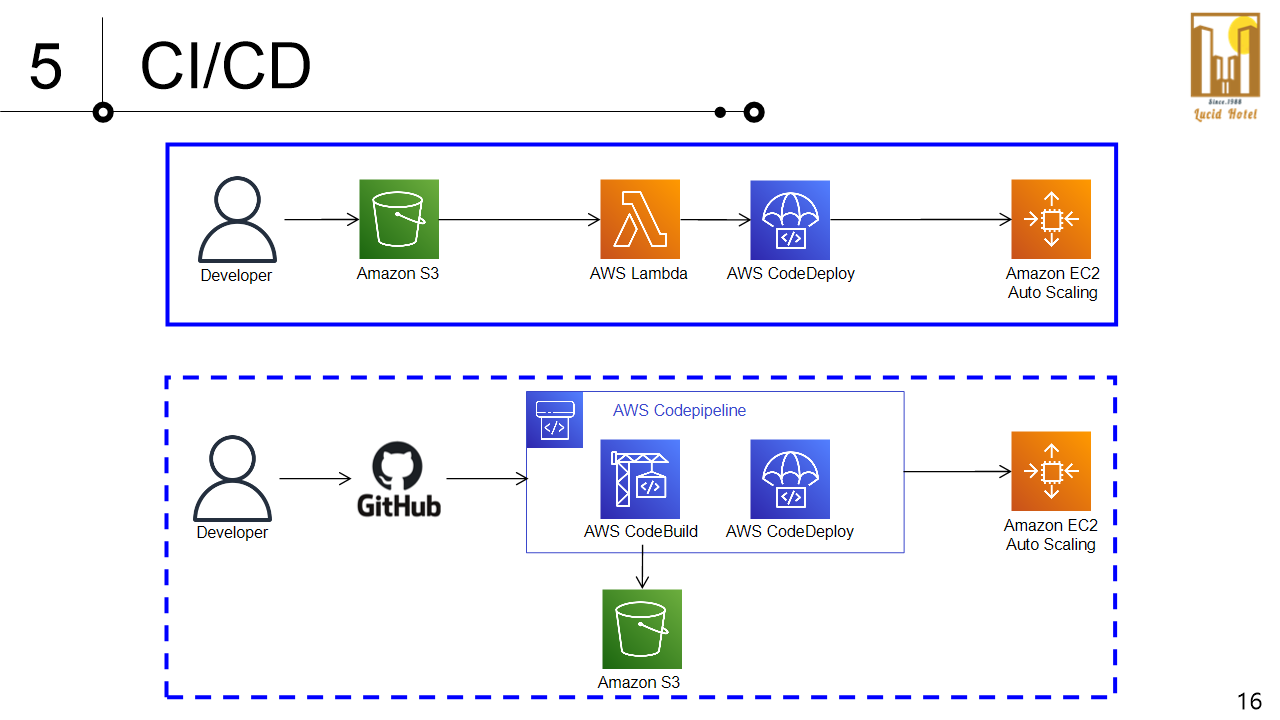 5
CI/CD
Since.1988
Lucid Hotel
Developer
Amazon S3
AWS Lambda
AWS CodeDeploy
Amazon EC2
Auto Scaling
AWS Codepipeline
Developer
GitHub
AWS CodeBuild
AWS CodeDeploy
Amazon EC2
Auto Scaling
Amazon S3
16